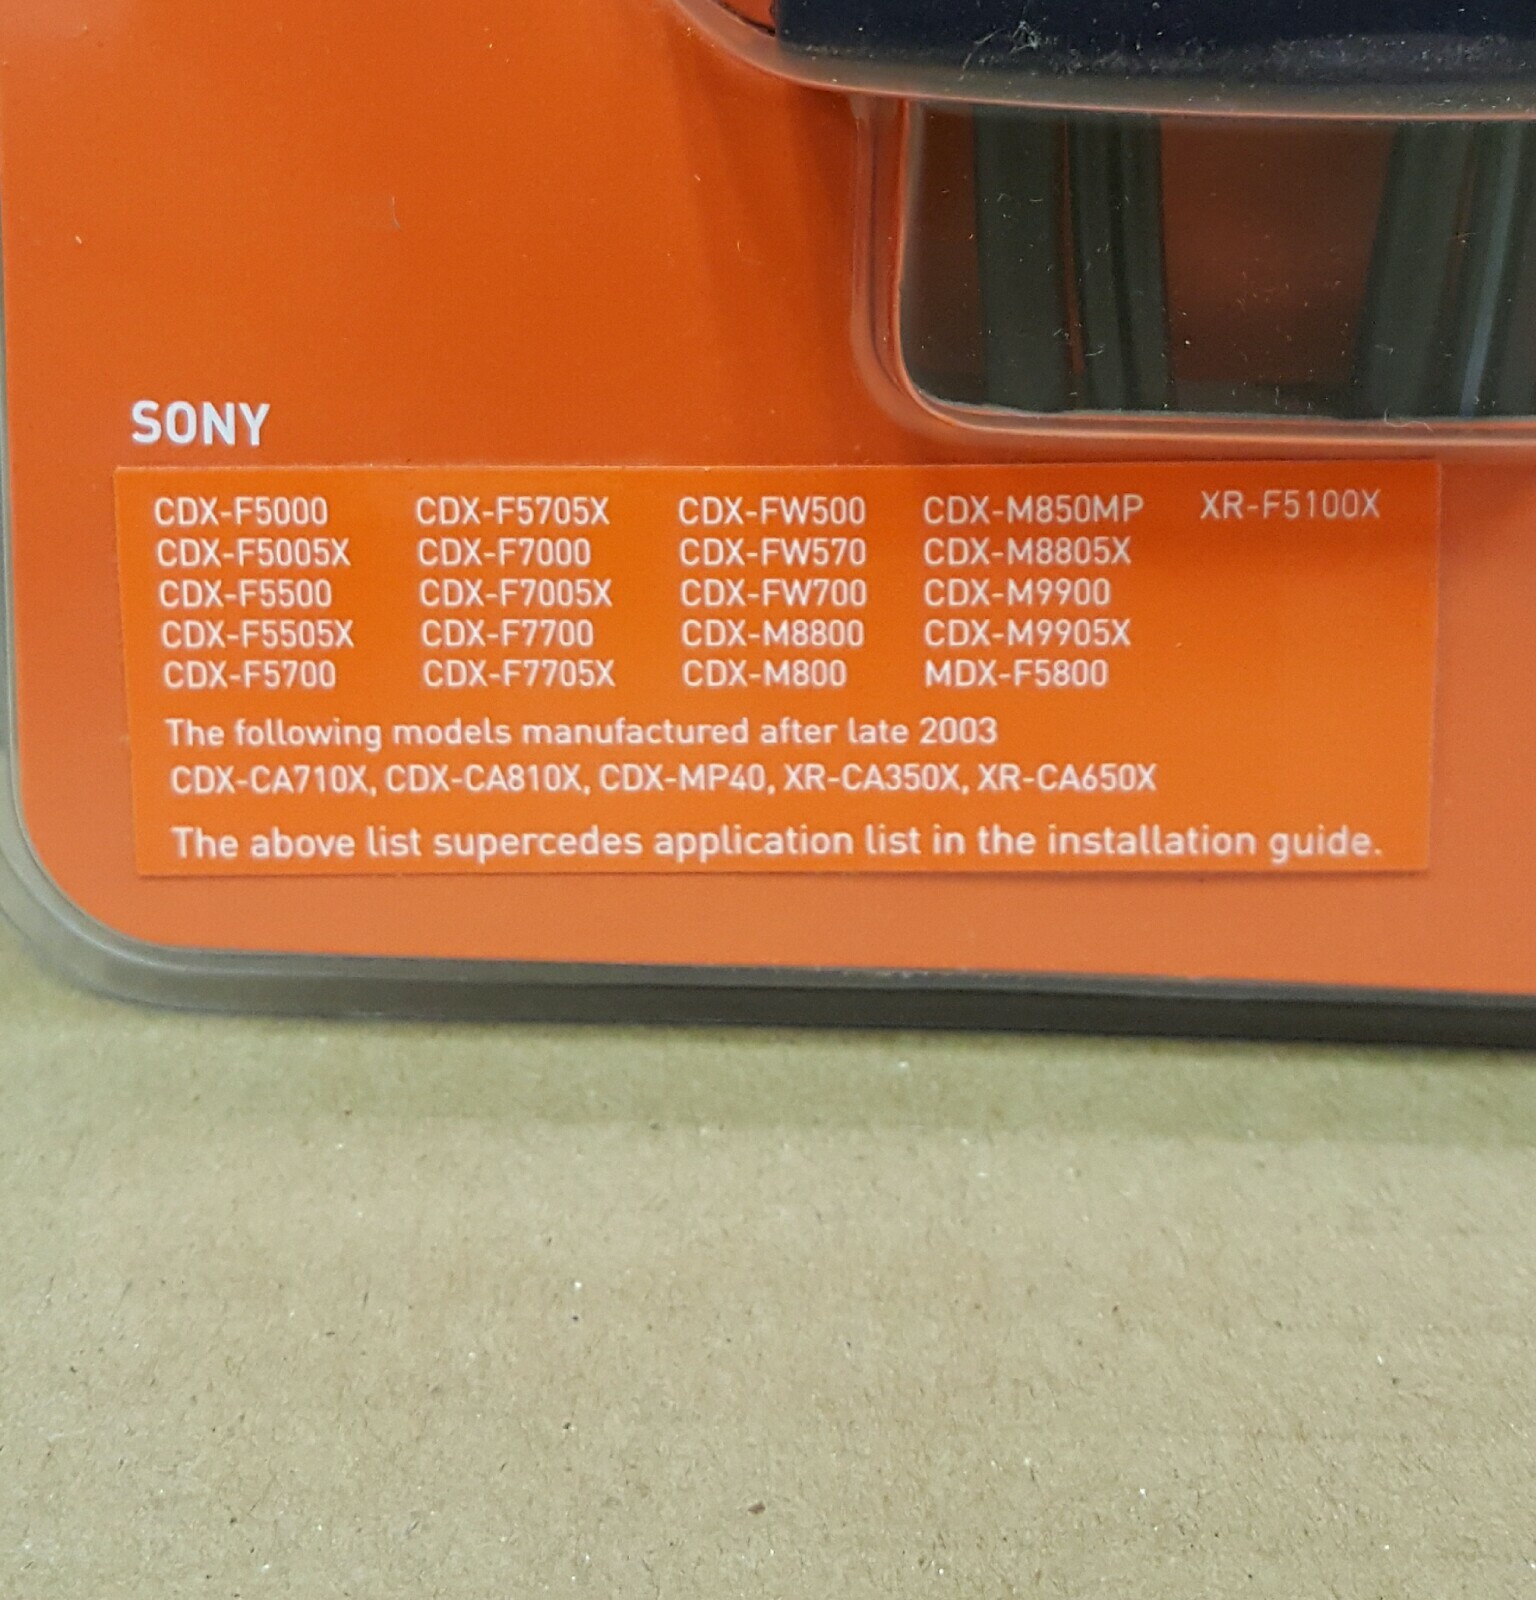 SONY
CDX-F5000 CDX-F5705X CDX-FW500 CDX-M850MP XR-F5100X
CDX-F5005X CDX-F7000 CDX-FW570 CDX-M8805X
CDX-F5500 CDX-F7005X CDX-FW700 CDX-M9900
CDX-F5505X CDX-F7700 CDX-M8800 CDX-M9905X
CDX-F5700 CDX-F7705X CDX-M800 MDX-F5800
The following models manufactured after late 2003
CDX-CA710X, CDX-CA810X, CDX-MP40, XR-CA350X, XR-CA650X
The above list supercedes application list in the installation guide.